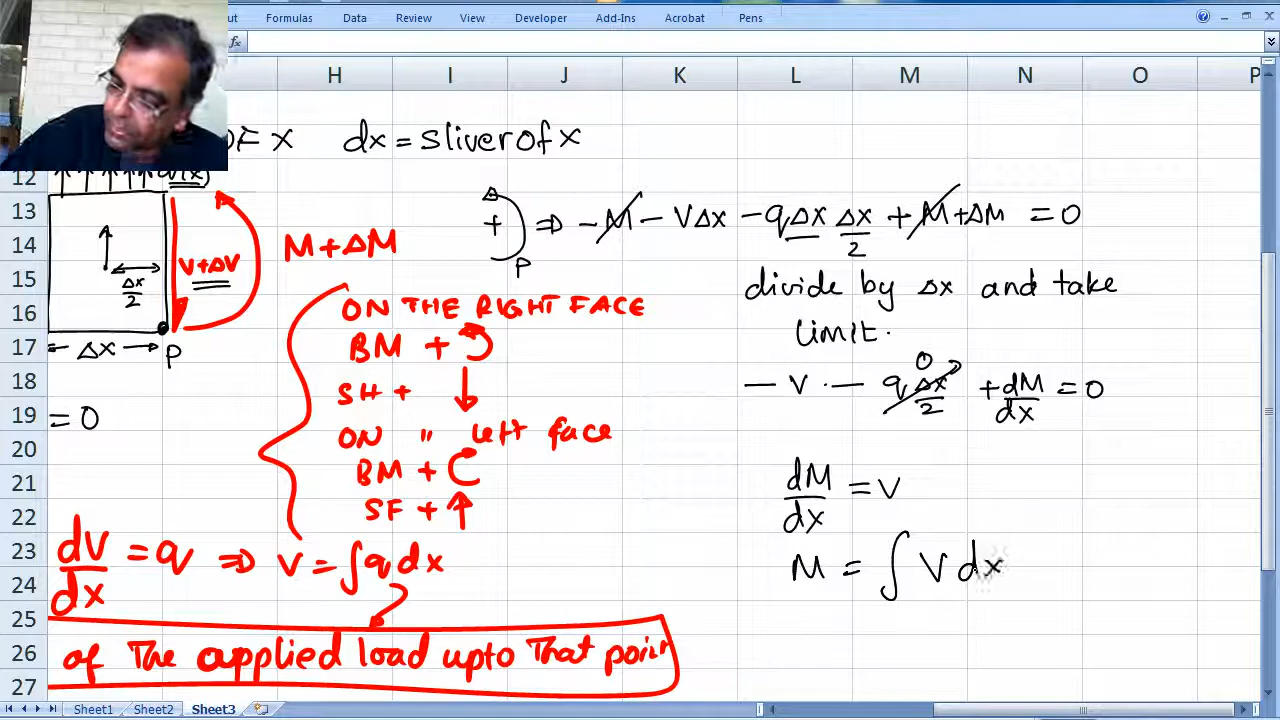 Formulas Data Review View Developer Add-Ins Acrobat Pens
fx
H I J K L M N O P
12 13 14 15 16 17 18 19 20 21 22 23 24 25 26 27
OF X dx = sliver of x
(x)
V+ΔV
Δx/2
Δx
P
M+ΔM
= 0
ON THE RIGHT FACE
BM +
SH + ↓
ON " left face
BM +
SF + ↑
dV/dx = q ⇒ V = ∫ q dx
of The applied load upto That point
+ P ⇒ -M - VΔx - qΔx Δx/2 + M + ΔM = 0
divide by Δx and take
limit.
- V - q Δx/2 0 + dM/dx = 0
dM/dx = V
M = ∫ V dx
Sheet1 Sheet2 Sheet3